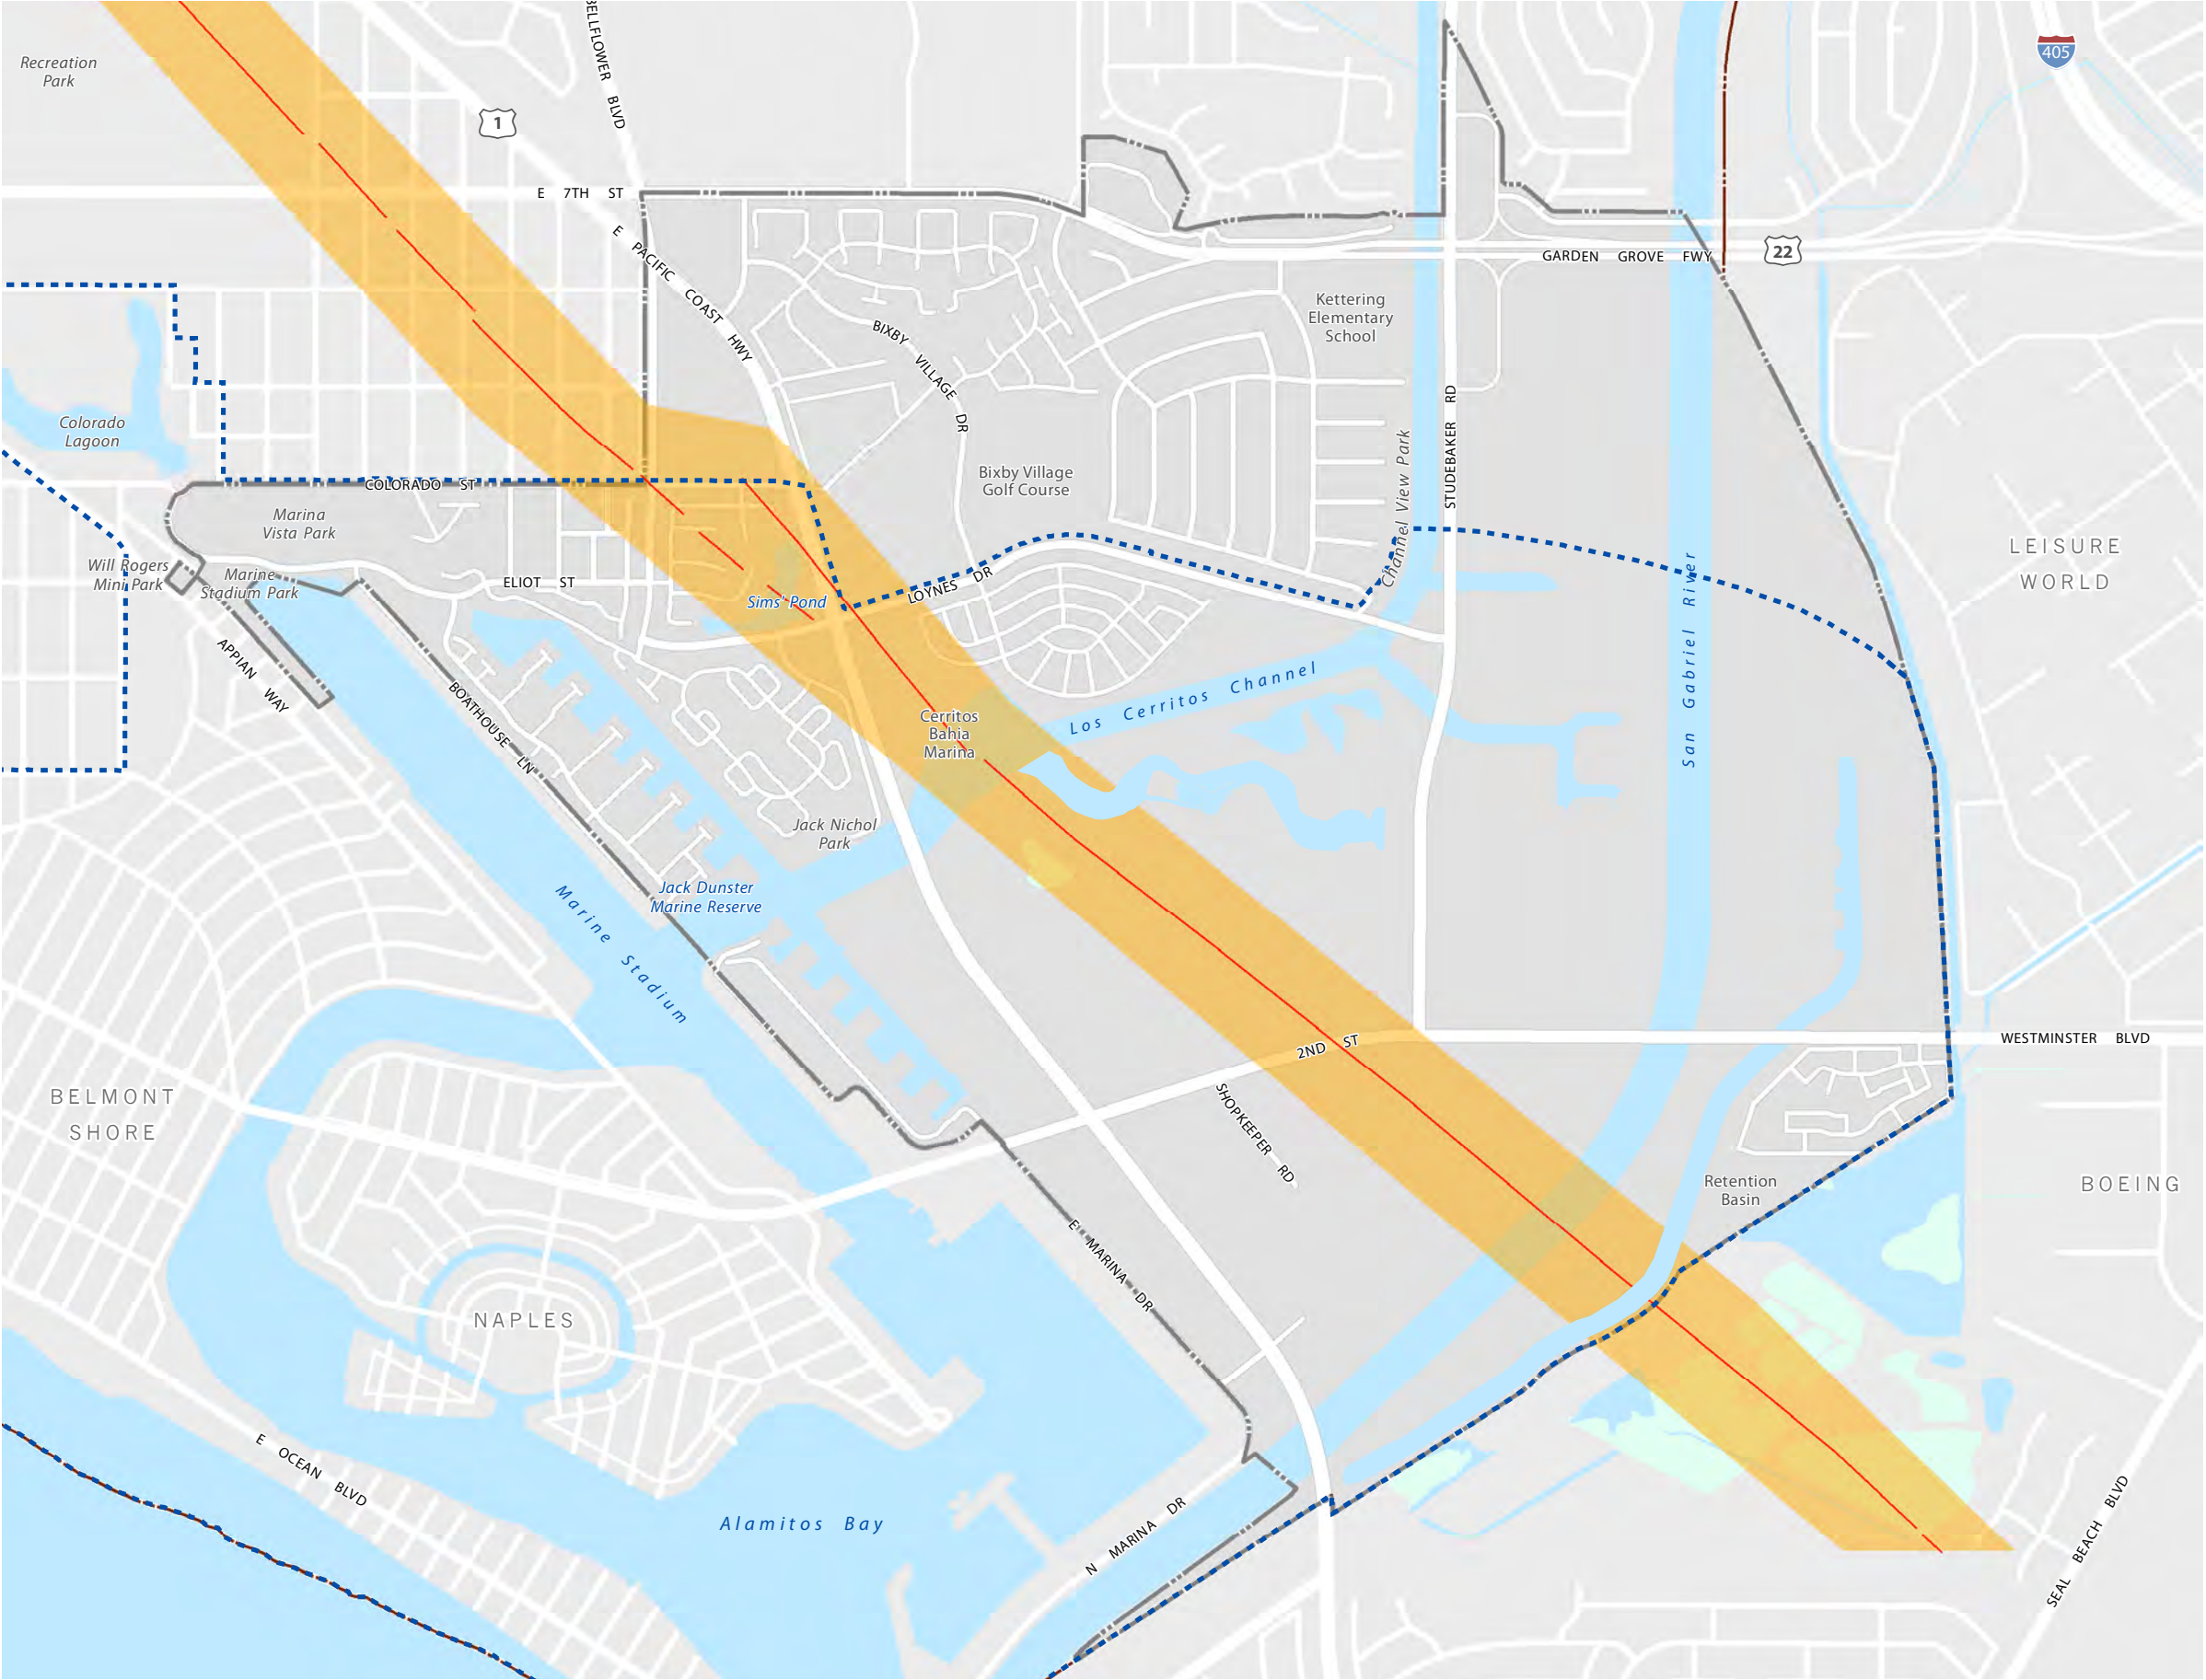 Recreation
Park
BELLFLOWER BLVD
405
1
E 7TH ST
E PACIFIC COAST HWY
GARDEN GROVE FWY
22
Kettering
Elementary
School
BIXBY VILLAGE DR
STUDEBAKER RD
Colorado
Lagoon
COLORADO ST
Bixby Village
Golf Course
Channel View Park
Marina
Vista Park
LEISURE
WORLD
Will Rogers
Mini Park
Marine
Stadium Park
ELIOT ST
Sims' Pond
LOYNES DR
San Gabriel River
APPIAN WAY
BOATHOUSE LN
Los Cerritos Channel
Cerritos
Bahia
Marina
Jack Nichol
Park
Jack Dunster
Marine Reserve
Marine Stadium
2ND ST
WESTMINSTER BLVD
SHOPKEEPER RD
BELMONT
SHORE
Retention
Basin
BOEING
E MARINA DR
NAPLES
E OCEAN BLVD
Alamitos Bay
N MARINA DR
SEAL BEACH BLVD